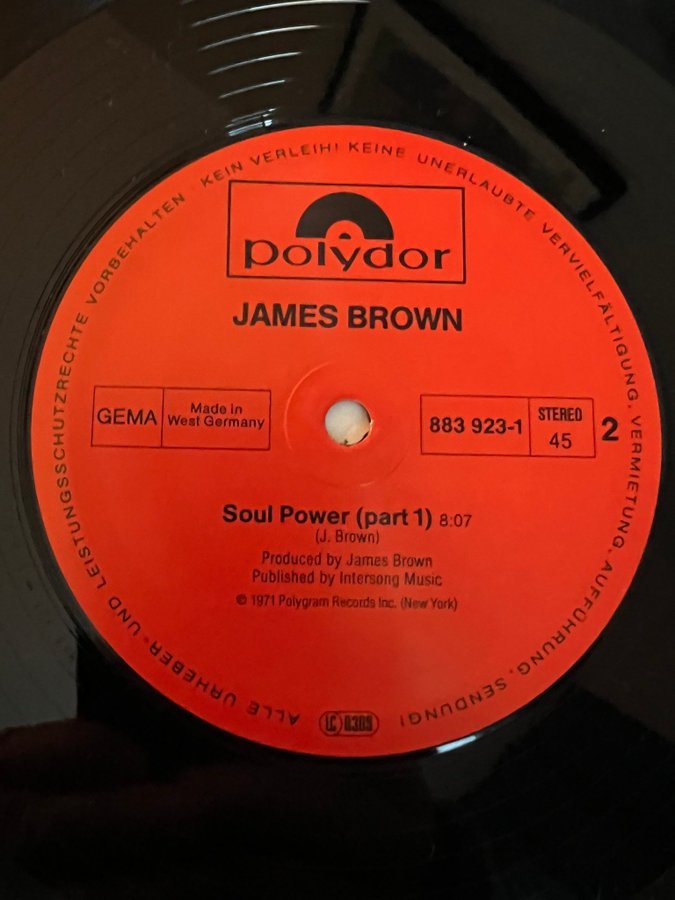 ALLE URHEBER- UND LEISTUNGSSCHUTZRECHTE VORBEHALTEN KEIN VERLEIH! KEINE UNERLAUBTE VERVIELFÄLTIGUNG, VERMIETUNG, AUFFÜHRUNG, SENDUNG!
polydor
JAMES BROWN
GEMA
Made in
West Germany
883 923-1
STEREO
45
2
Soul Power (part 1) 8:07
(J. Brown)
Produced by James Brown
Published by Intersong Music
℗ 1971 Polygram Records Inc. (New York)
LC 0309